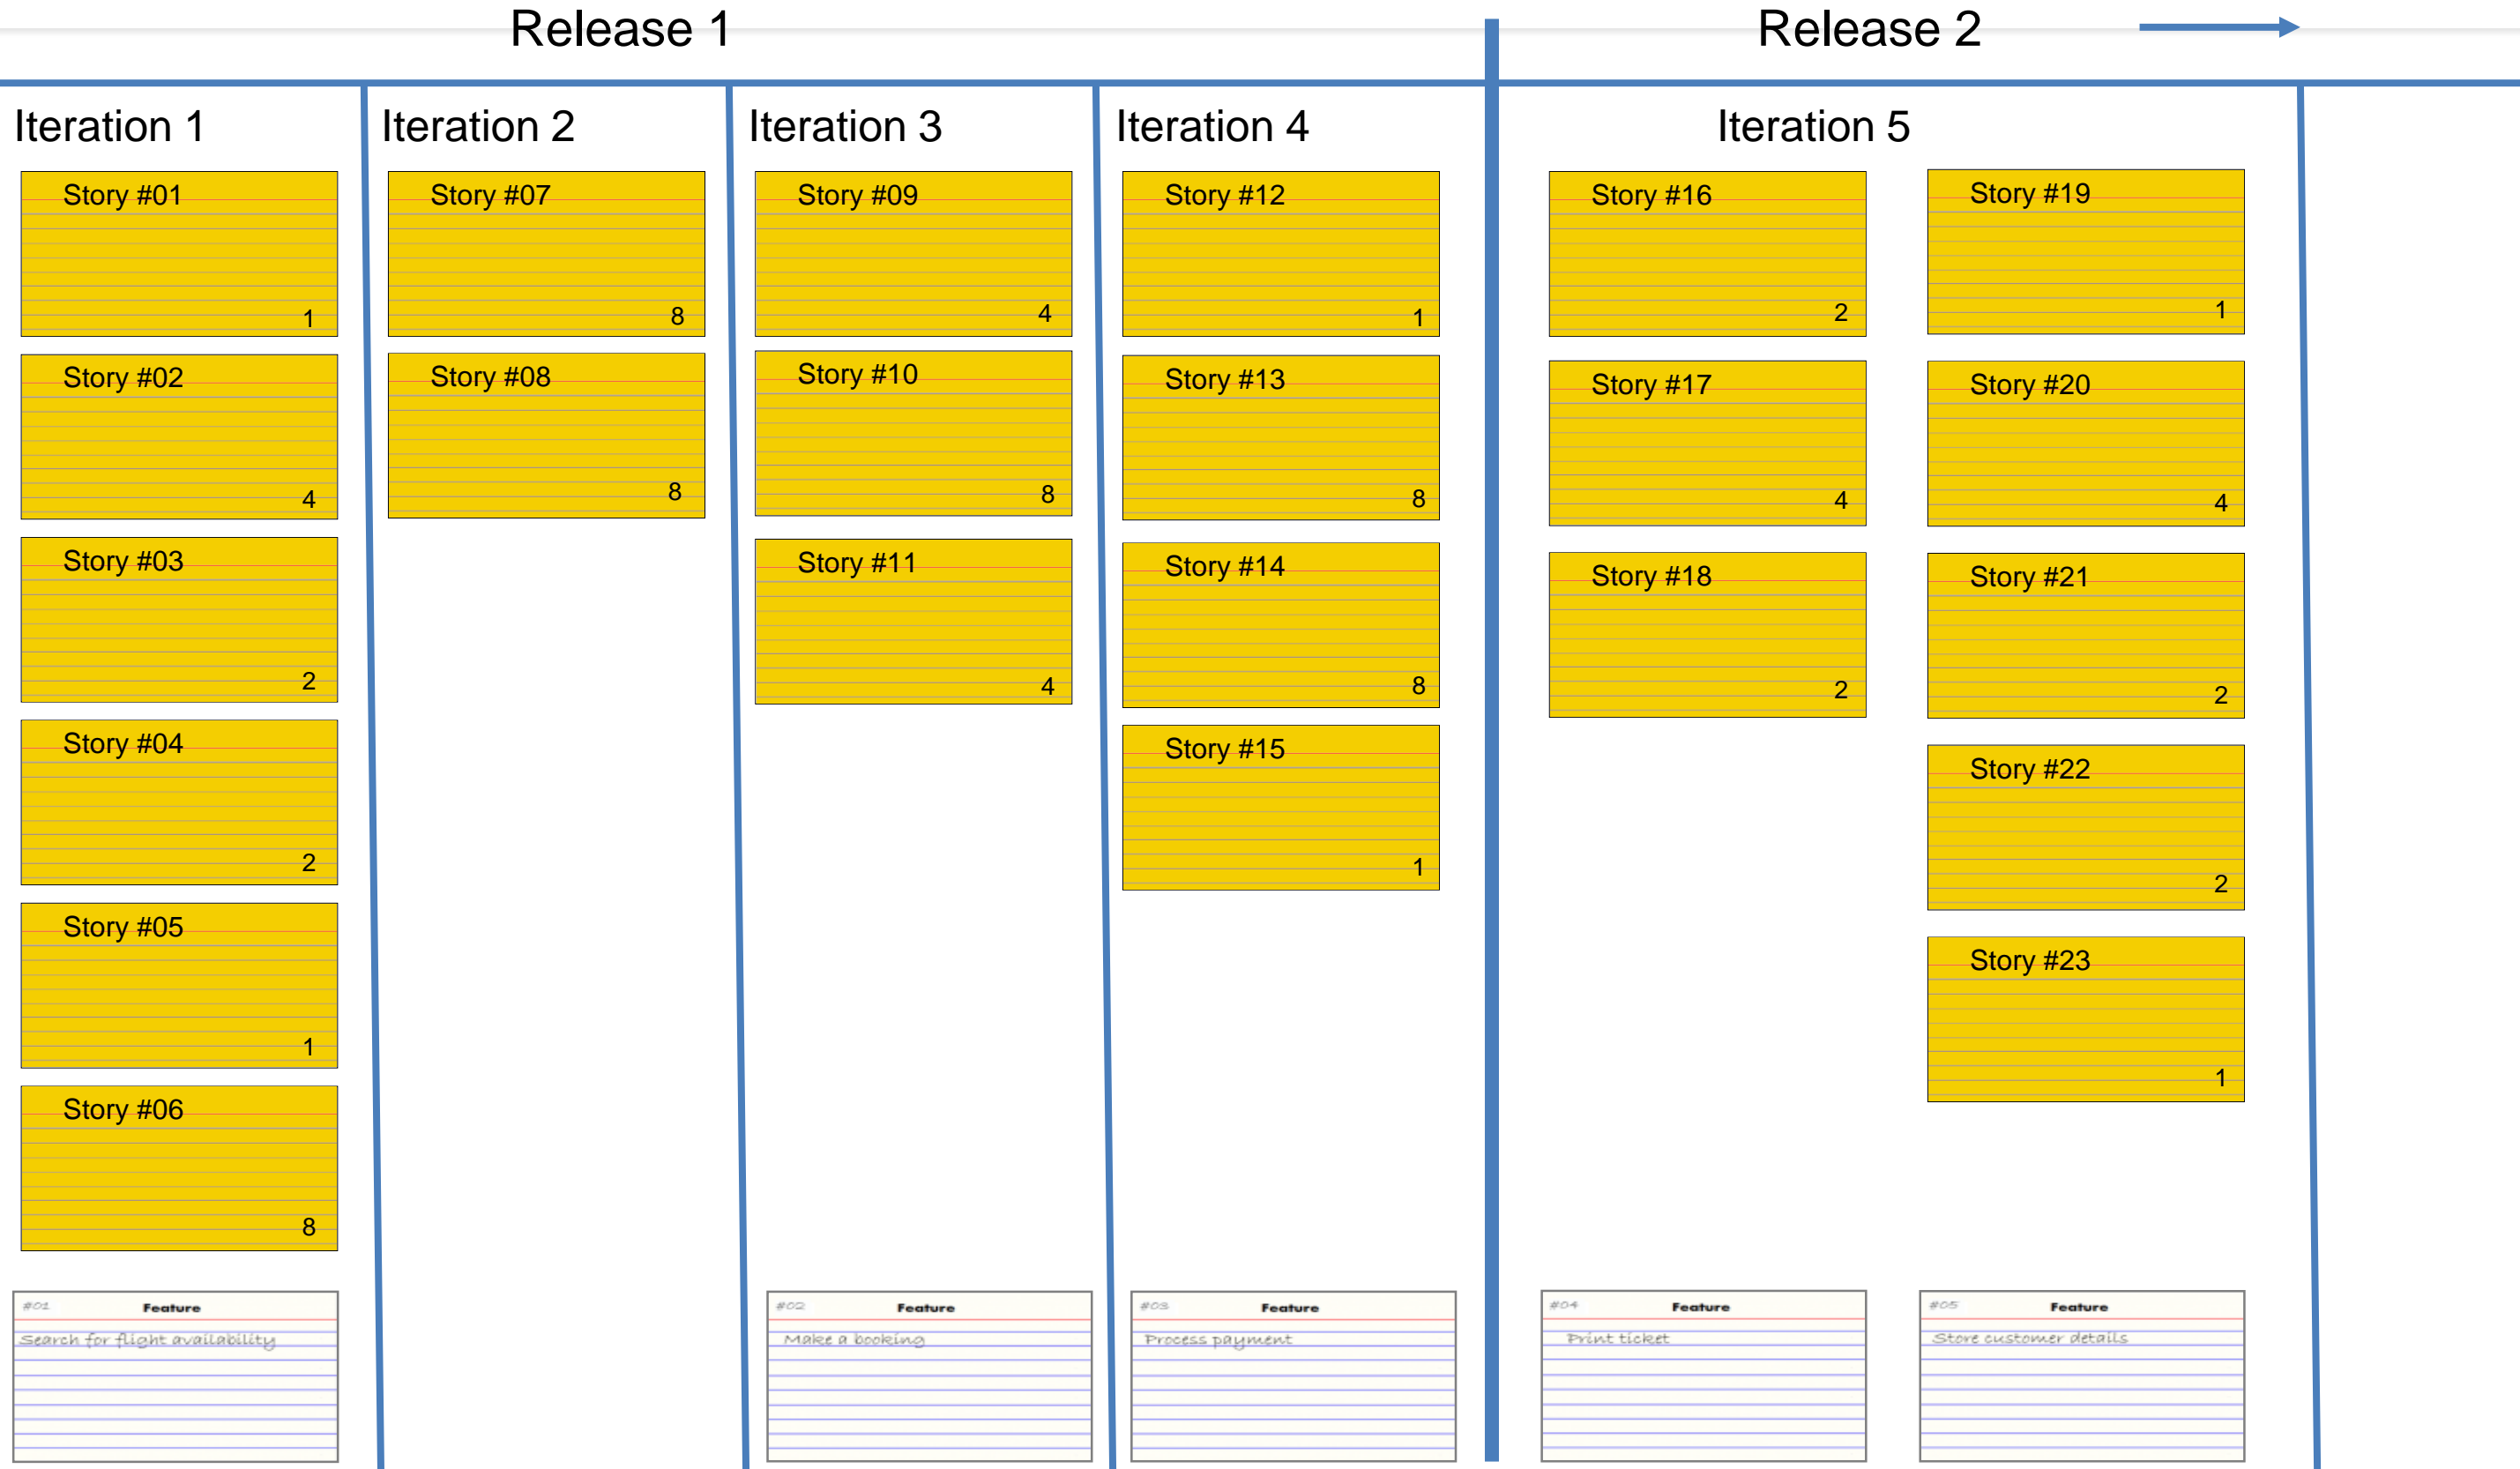 Release 1
Release 2
Iteration 1
Iteration 2
Iteration 3
Iteration 4
Iteration 5
Story #01
1
Story #02
4
Story #03
2
Story #04
2
Story #05
1
Story #06
8
Story #07
8
Story #08
8
Story #09
4
Story #10
8
Story #11
4
Story #12
1
Story #13
8
Story #14
8
Story #15
1
Story #16
2
Story #17
4
Story #18
2
Story #19
1
Story #20
4
Story #21
2
Story #22
2
Story #23
1
#01 Feature
Search for flight availability
#02 Feature
Make a booking
#03 Feature
Process payment
#04 Feature
Print ticket
#05 Feature
Store customer details